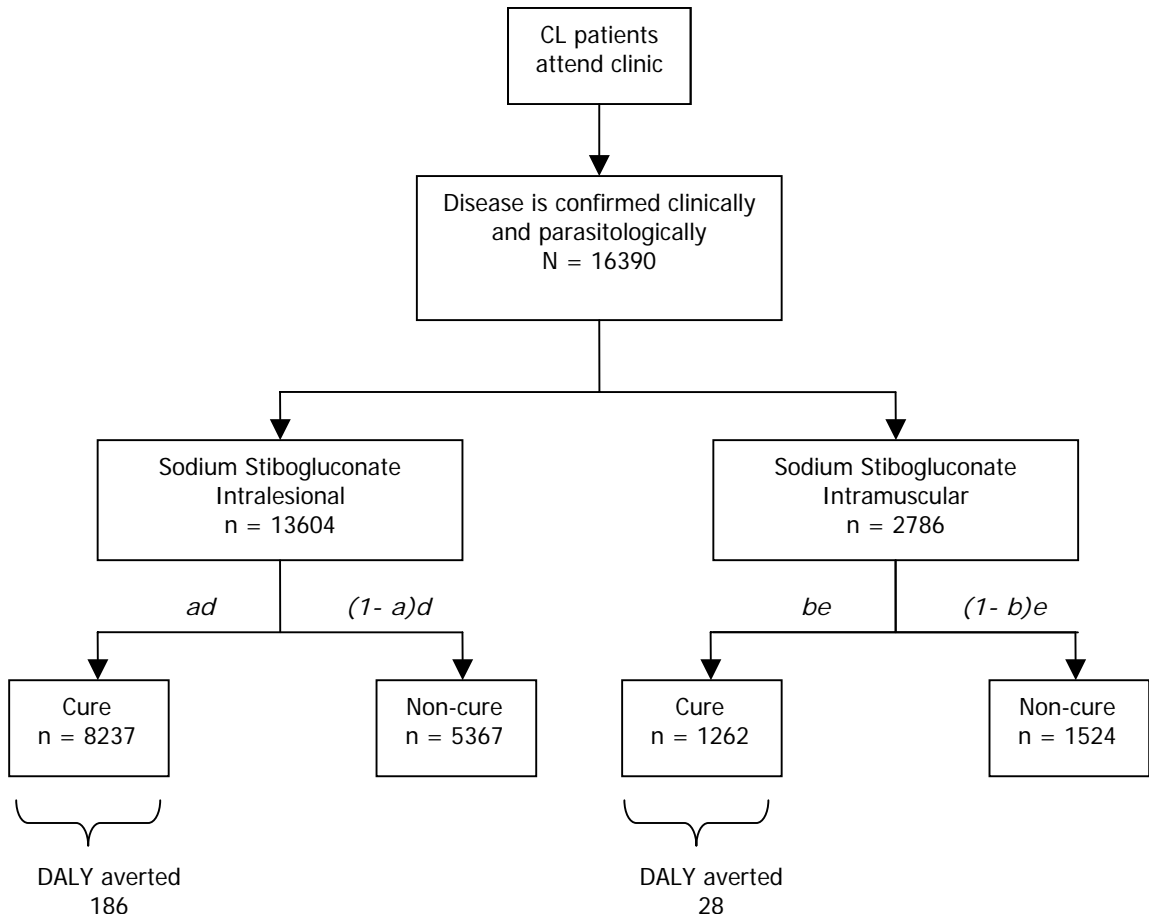 CL patients
attend clinic
Disease is confirmed clinically
and parasitologically
N = 16390
Sodium Stibogluconate
Intralesional
n = 13604
Sodium Stibogluconate
Intramuscular
n = 2786
ad
(1- a)d
be
(1- b)e
Cure
n = 8237
Non-cure
n = 5367
Cure
n = 1262
Non-cure
n = 1524
DALY averted
186
DALY averted
28